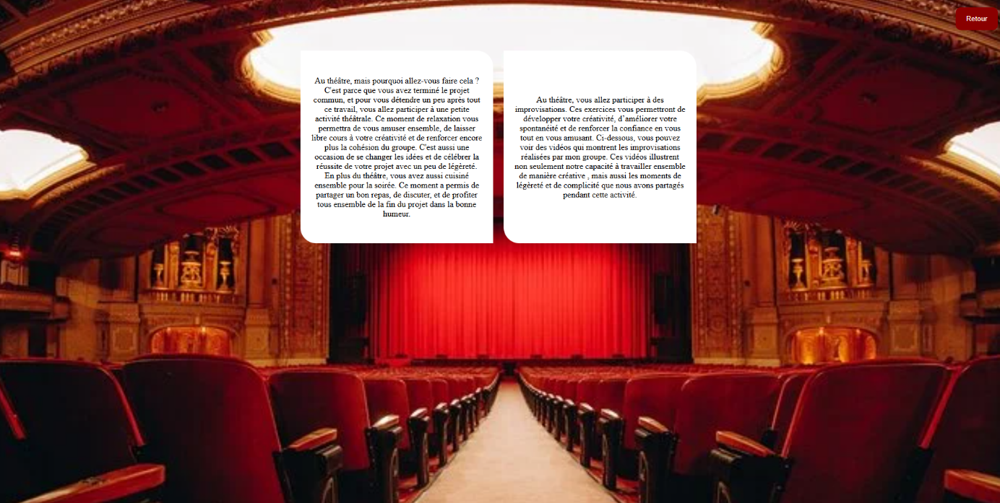 Retour
Au théâtre, mais pourquoi allez-vous faire cela ?
C'est parce que vous avez terminé le projet
commun, et pour vous détendre un peu après tout
ce travail, vous allez participer à une petite
activité théâtrale. Ce moment de relaxation vous
permettra de vous amuser ensemble, de laisser
libre cours à votre créativité et de renforcer encore
plus la cohésion du groupe. C'est aussi une
occasion de se changer les idées et de célébrer la
réussite de votre projet avec un peu de légèreté.
En plus du théâtre, vous avez aussi cuisiné
ensemble pour la soirée. Ce moment a permis de
partager un bon repas, de discuter, et de profiter
tous ensemble de la fin du projet dans la bonne
humeur.
Au théâtre, vous allez participer à des
improvisations. Ces exercices vous permettront de
développer votre créativité, d’améliorer votre
spontanéité et de renforcer la confiance en vous
tout en vous amusant. Ci-dessous, vous pouvez
voir des vidéos qui montrent les improvisations
réalisées par mon groupe. Ces vidéos illustrent
non seulement notre capacité à travailler ensemble
de manière créative , mais aussi les moments de
légèreté et de complicité que nous avons partagés
pendant cette activité.